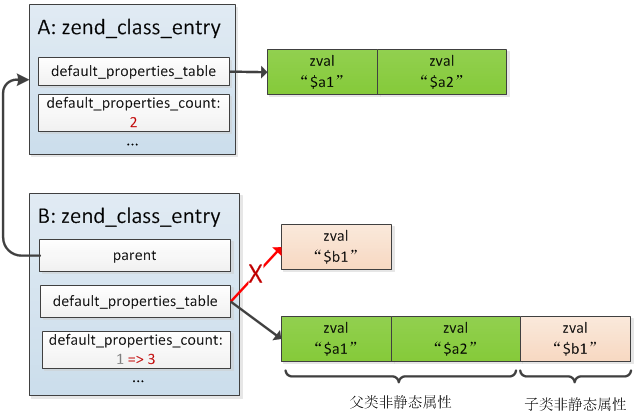 A: zend_class_entry
default_properties_table
default_properties_count:
2
...
zval
“$a1”
zval
“$a2”
B: zend_class_entry
parent
default_properties_table
default_properties_count:
1 => 3
...
X
zval
“$b1”
zval
“$a1”
zval
“$a2”
zval
“$b1”
父类非静态属性
子类非静态属性